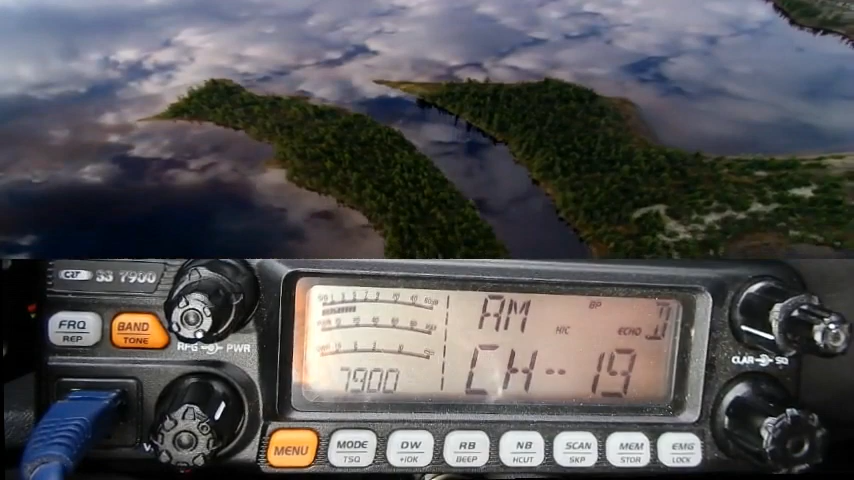 CRT SS 7900
FRQ
REP
BAND
TONE
RFG PWR
AM
BP
HIC
ECHO
D
CH--19
7900
CLAR SQ
MENU
MODE
TSQ
DW
+10K
RB
BEEP
NB
HCUT
SCAN
SKP
MEM
STOR
EMG
LOCK